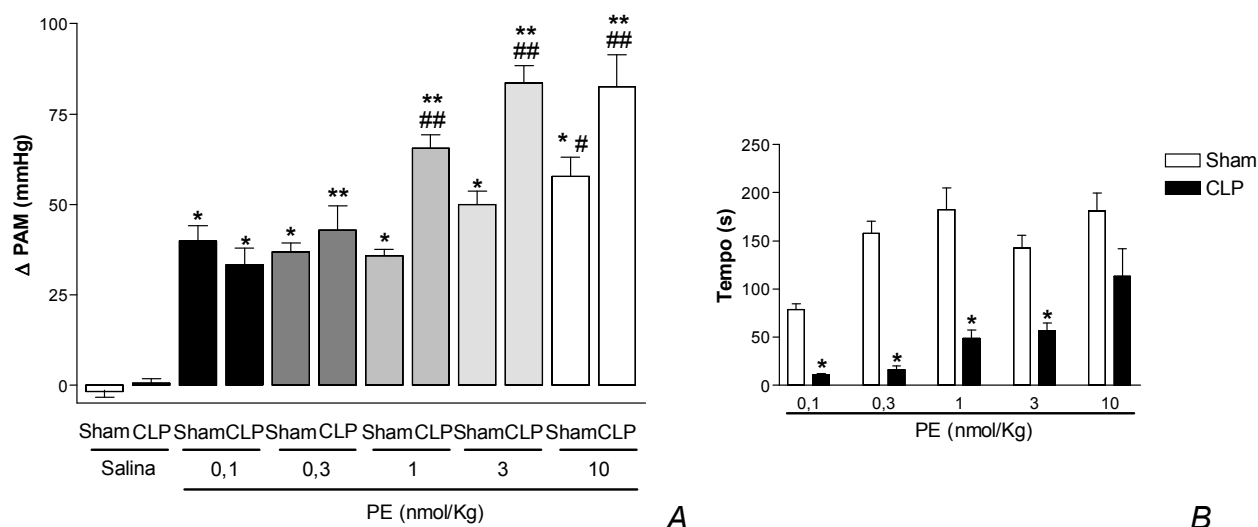 100
75
50
25
0
Δ PAM (mmHg)
* * * ** * ** ## * ** ## * # ** ##
Sham CLP Sham CLP Sham CLP Sham CLP Sham CLP Sham CLP
Salina 0,1 0,3 1 3 10
PE (nmol/Kg)
A
250
200
150
100
50
0
Tempo (s)
* * * *
0,1 0,3 1 3 10
PE (nmol/Kg)
Sham
CLP
B